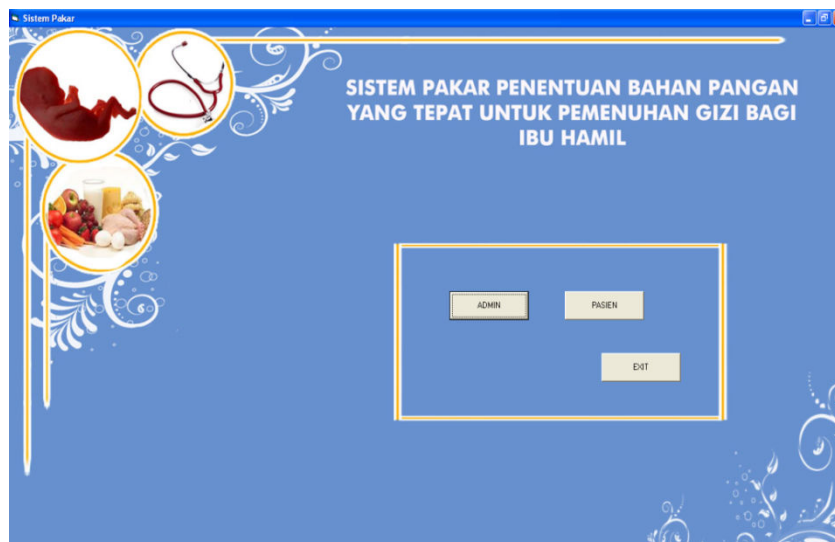 Sistem Pakar
SISTEM PAKAR PENENTUAN BAHAN PANGAN
YANG TEPAT UNTUK PEMENUHAN GIZI BAGI
IBU HAMIL
ADMIN
PASIEN
EXIT